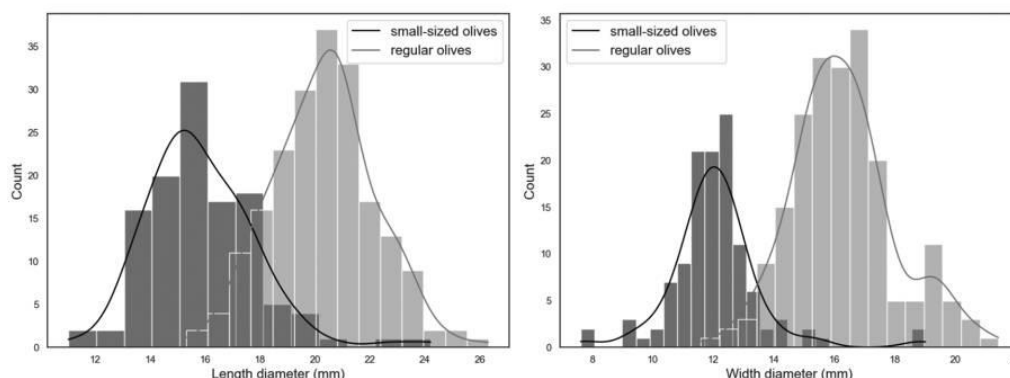 small-sized olives
regular olives
35
30
25
20
15
10
5
0
Count
12 14 16 18 20 22 24 26
Length diameter (mm)
small-sized olives
regular olives
35
30
25
20
15
10
5
0
Count
8 10 12 14 16 18 20
Width diameter (mm)